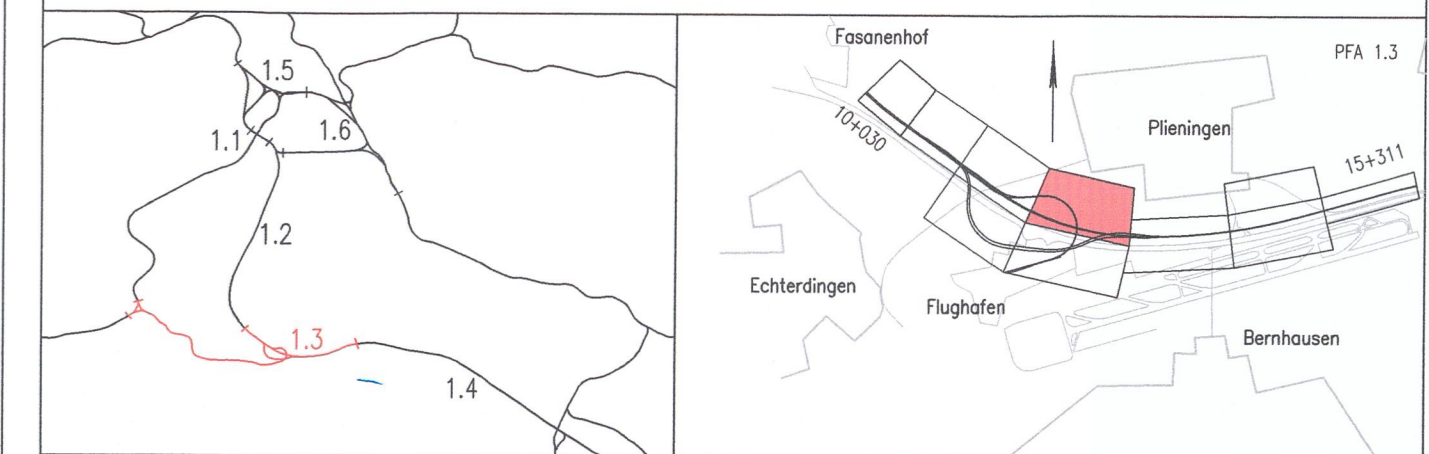 1.5
1.1
1.6
1.2
1.3
1.4
Fasanenhof
PFA 1.3
10+030
Plieningen
15+311
Echterdingen
Flughafen
Bernhausen